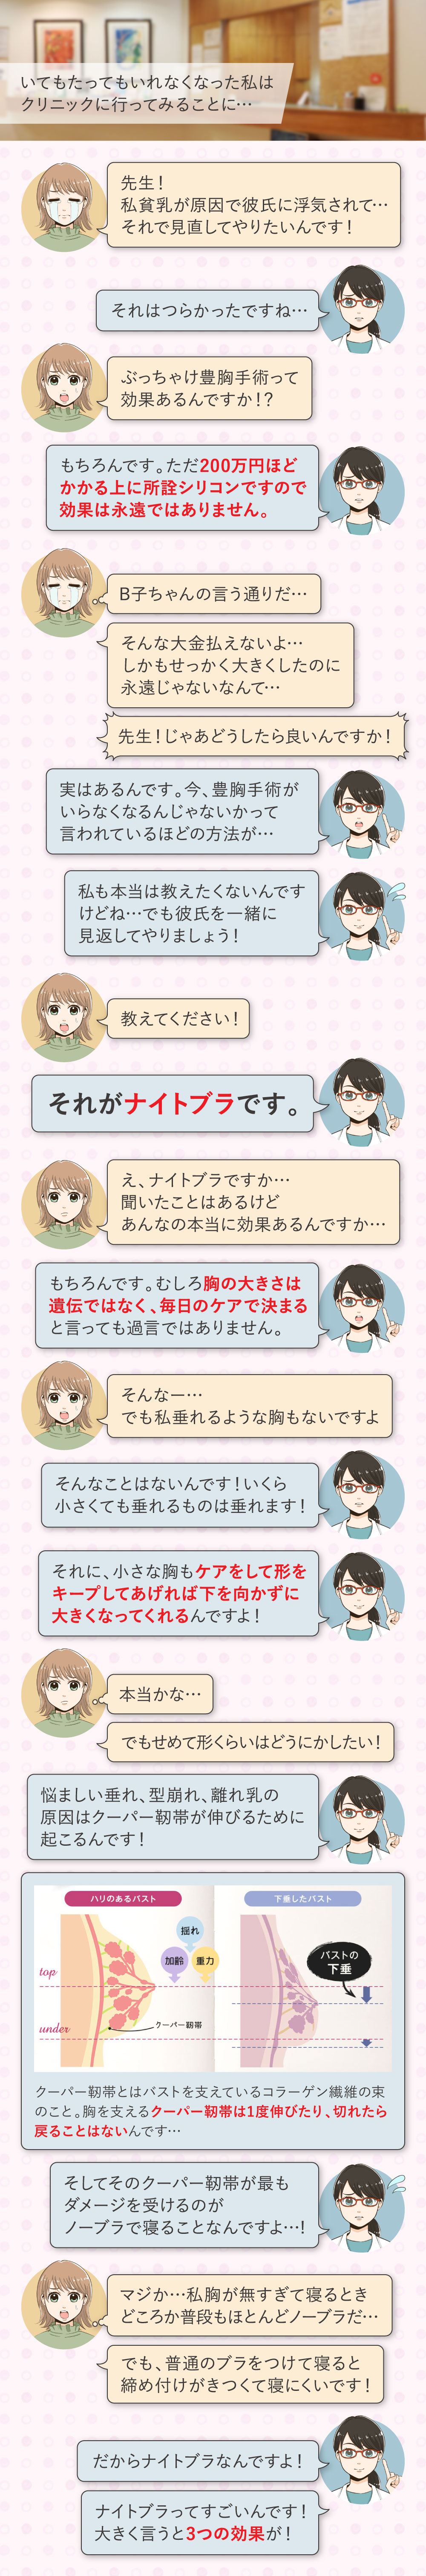 いてもたってもいれなくなった私は
クリニックに行ってみることに…
先生！
私貧乳が原因で彼氏に浮気されて…
それで見直してやりたいんです！
それはつらかったですね…
ぶっちゃけ豊胸手術って
効果あるんですか！？
もちろんです。ただ200万円ほど
かかる上に所詮シリコンですので
効果は永遠ではありません。
B子ちゃんの言う通りだ…
そんな大金払えないよ…
しかもせっかく大きくしたのに
永遠じゃないなんて…
先生！じゃあどうしたら良いんですか！
実はあるんです。今、豊胸手術が
いらなくなるんじゃないかって
言われているほどの方法が…
私も本当は教えたくないんです
けどね…でも彼氏を一緒に
見返してやりましょう！
教えてください！
それがナイトブラです。
え、ナイトブラですか…
聞いたことはあるけど
あんなの本当に効果あるんですか…
もちろんです。むしろ胸の大きさは
遺伝ではなく、毎日のケアで決まる
と言っても過言ではありません。
そんなー…
でも私垂れるような胸もないですよ
そんなことはないんです！いくら
小さくても垂れるものは垂れます！
それに、小さな胸もケアをして形を
キープしてあげれば下を向かずに
大きくなってくれるんですよ！
本当かな…
でもせめて形くらいはどうにかしたい！
悩ましい垂れ、型崩れ、離れ乳の
原因はクーパー靭帯が伸びるために
起こるんです！
ハリのあるバスト
下垂したバスト
揺れ
加齢
重力
バストの
下垂
top
クーパー靭帯
under
クーパー靭帯とはバストを支えているコラーゲン繊維の束
のこと。胸を支えるクーパー靭帯は1度伸びたり、切れたら
戻ることはないんです…
そしてそのクーパー靭帯が最も
ダメージを受けるのが
ノーブラで寝ることなんですよ…！
マジか…私胸が無すぎて寝るとき
どころか普段もほとんどノーブラだ…
でも、普通のブラをつけて寝ると
締め付けがきつくて寝にくいです！
だからナイトブラなんですよ！
ナイトブラってすごいんです！
大きく言うと3つの効果が！